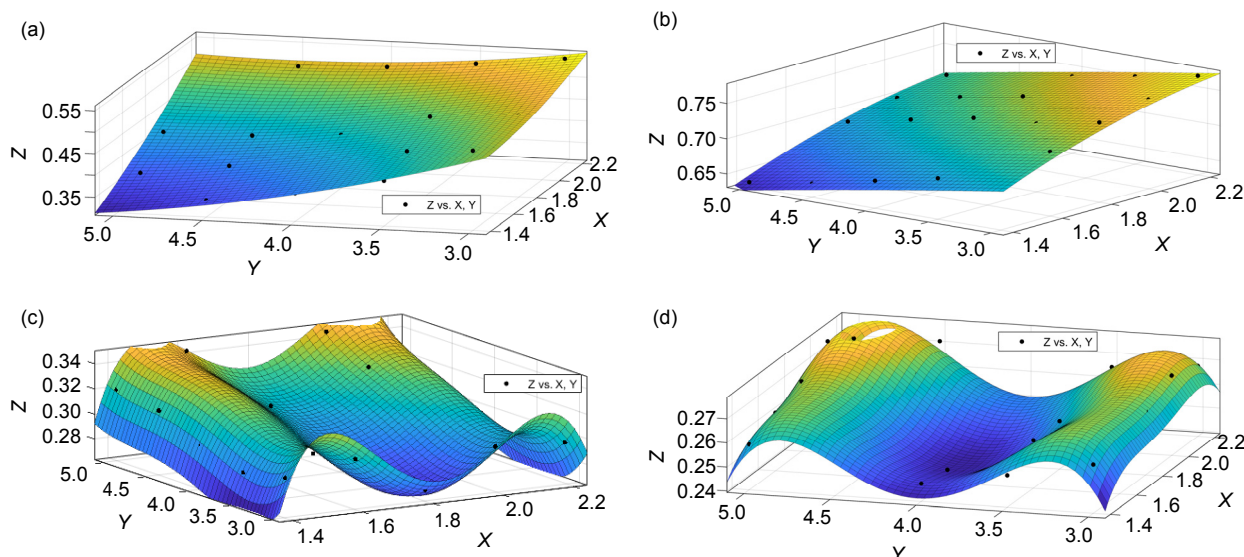 (a)
Z vs. X, Y
0.55
0.45
0.35
Z
5.0
4.5
4.0
3.5
3.0
Y
1.4
1.6
1.8
2.0
2.2
X
(b)
Z vs. X, Y
0.75
0.70
0.65
Z
5.0
4.5
4.0
3.5
3.0
Y
1.4
1.6
1.8
2.0
2.2
X
(c)
Z vs. X, Y
0.34
0.32
0.30
0.28
Z
5.0
4.5
4.0
3.5
3.0
Y
1.4
1.6
1.8
2.0
2.2
X
(d)
Z vs. X, Y
0.27
0.26
0.25
0.24
Z
5.0
4.5
4.0
3.5
3.0
Y
1.4
1.6
1.8
2.0
2.2
X